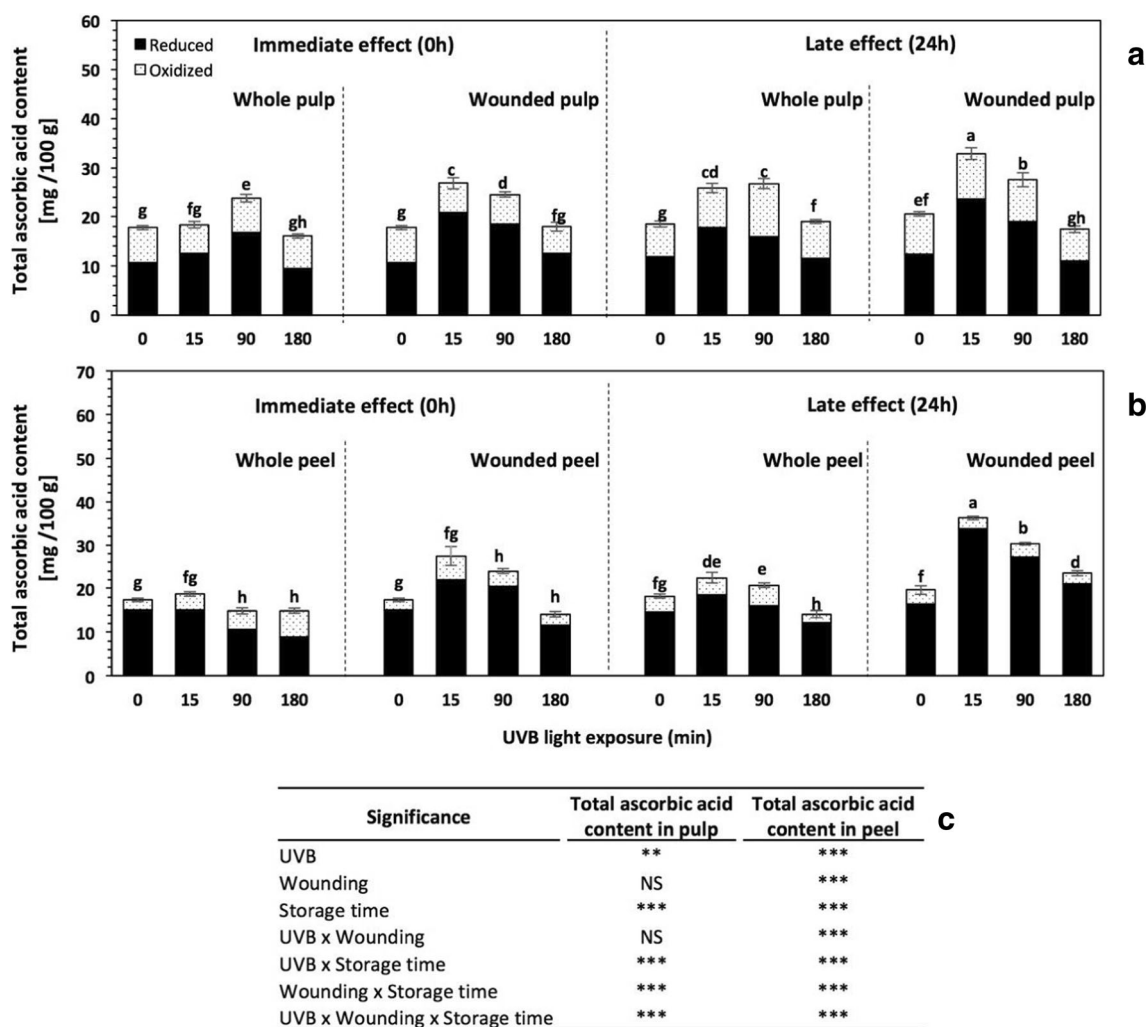 60
50
40
30
20
10
0
Total ascorbic acid content
[mg /100 g]
Reduced
Oxidized
Immediate effect (0h)
Late effect (24h)
a
Whole pulp
Wounded pulp
Whole pulp
Wounded pulp
g fg e gh
g c d fg
g cd c f
ef a b gh
0 15 90 180 0 15 90 180 0 15 90 180 0 15 90 180
70
60
50
40
30
20
10
0
Total ascorbic acid content
[mg /100 g]
Immediate effect (0h)
Late effect (24h)
b
Whole peel
Wounded peel
Whole peel
Wounded peel
g fg h h
g fg h h
fg de e h
f a b d
0 15 90 180 0 15 90 180 0 15 90 180 0 15 90 180
UVB light exposure (min)
Significance Total ascorbic acid content in pulp Total ascorbic acid content in peel c
UVB ** ***
Wounding NS ***
Storage time *** ***
UVB x Wounding NS ***
UVB x Storage time *** ***
Wounding x Storage time *** ***
UVB x Wounding x Storage time *** ***